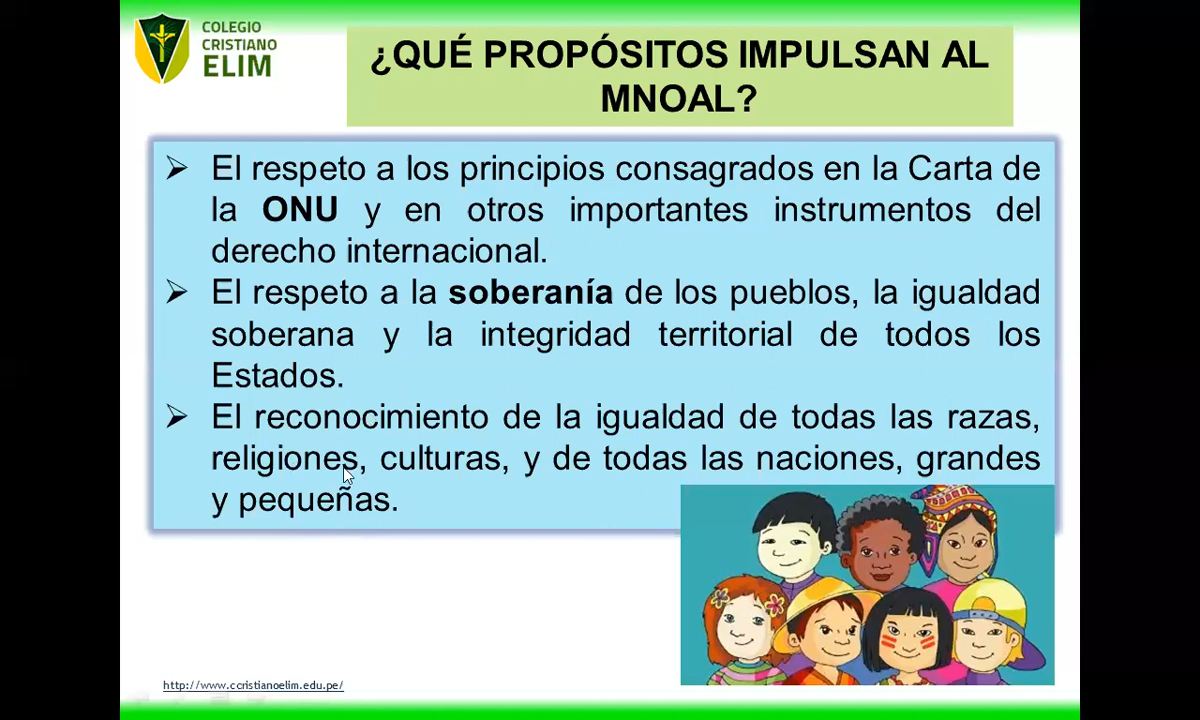 COLEGIO
CRISTIANO
ELIM
¿QUÉ PROPÓSITOS IMPULSAN AL
MNOAL?
➢ El respeto a los principios consagrados en la Carta de
la ONU y en otros importantes instrumentos del
derecho internacional.
➢ El respeto a la soberanía de los pueblos, la igualdad
soberana y la integridad territorial de todos los
Estados.
➢ El reconocimiento de la igualdad de todas las razas,
religiones, culturas, y de todas las naciones, grandes
y pequeñas.
http://www.ccristianoelim.edu.pe/